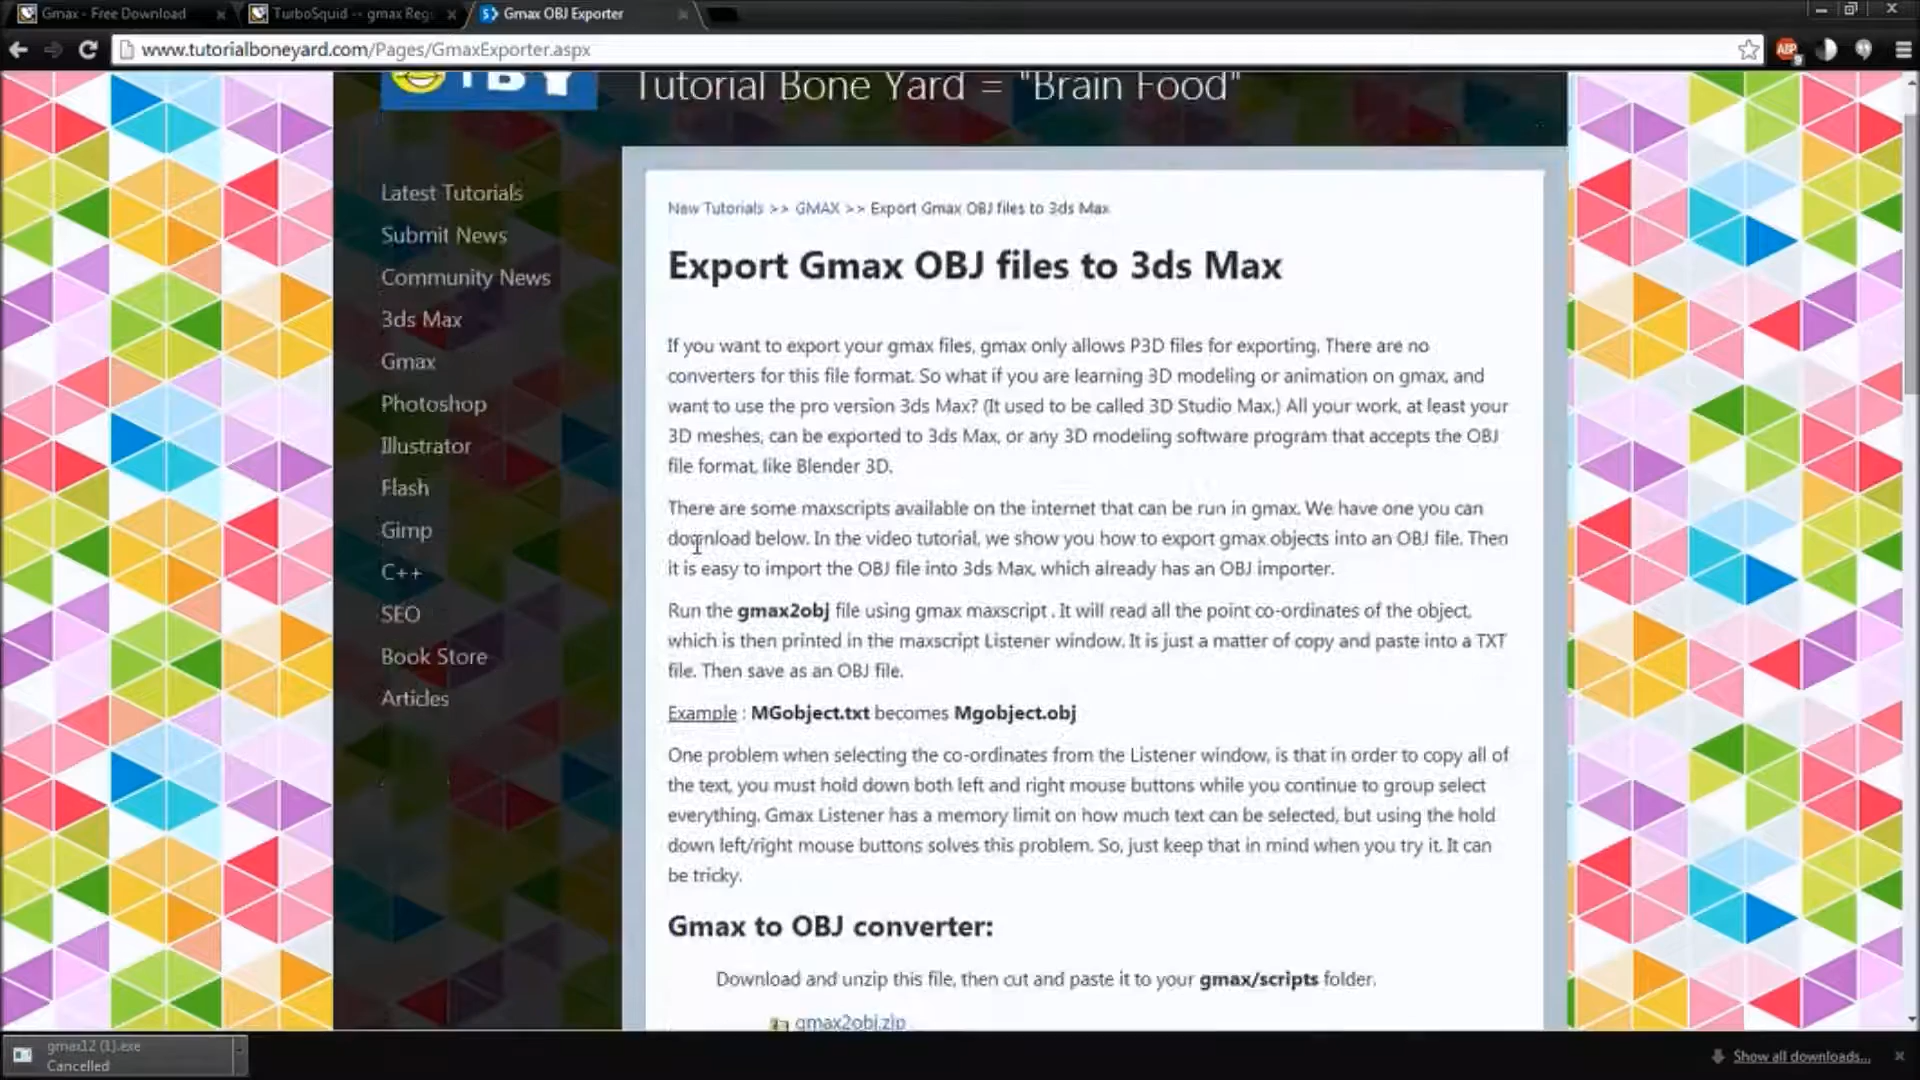 Gmax - Free Download
TurboSquid -- gmax Reg
Gmax OBJ Exporter
www.tutorialboneyard.com/Pages/GmaxExporter.aspx
ABP
TBY
Tutorial Bone Yard = "Brain Food"
Latest Tutorials
Submit News
Community News
3ds Max
Gmax
Photoshop
Illustrator
Flash
Gimp
C++
SEO
Book Store
Articles
New Tutorials >> GMAX >> Export Gmax OBJ files to 3ds Max
Export Gmax OBJ files to 3ds Max
If you want to export your gmax files, gmax only allows P3D files for exporting. There are no
converters for this file format. So what if you are learning 3D modeling or animation on gmax, and
want to use the pro version 3ds Max? (It used to be called 3D Studio Max.) All your work, at least your
3D meshes, can be exported to 3ds Max, or any 3D modeling software program that accepts the OBJ
file format, like Blender 3D.
There are some maxscripts available on the internet that can be run in gmax. We have one you can
download below. In the video tutorial, we show you how to export gmax objects into an OBJ file. Then
it is easy to import the OBJ file into 3ds Max, which already has an OBJ importer.
Run the gmax2obj file using gmax maxscript . It will read all the point co-ordinates of the object,
which is then printed in the maxscript Listener window. It is just a matter of copy and paste into a TXT
file. Then save as an OBJ file.
Example : MGobject.txt becomes Mgobject.obj
One problem when selecting the co-ordinates from the Listener window, is that in order to copy all of
the text, you must hold down both left and right mouse buttons while you continue to group select
everything. Gmax Listener has a memory limit on how much text can be selected, but using the hold
down left/right mouse buttons solves this problem. So, just keep that in mind when you try it. It can
be tricky.
Gmax to OBJ converter:
Download and unzip this file, then cut and paste it to your gmax/scripts folder.
gmax2obj.zip
gmax12 (1).exe
Cancelled
Show all downloads...